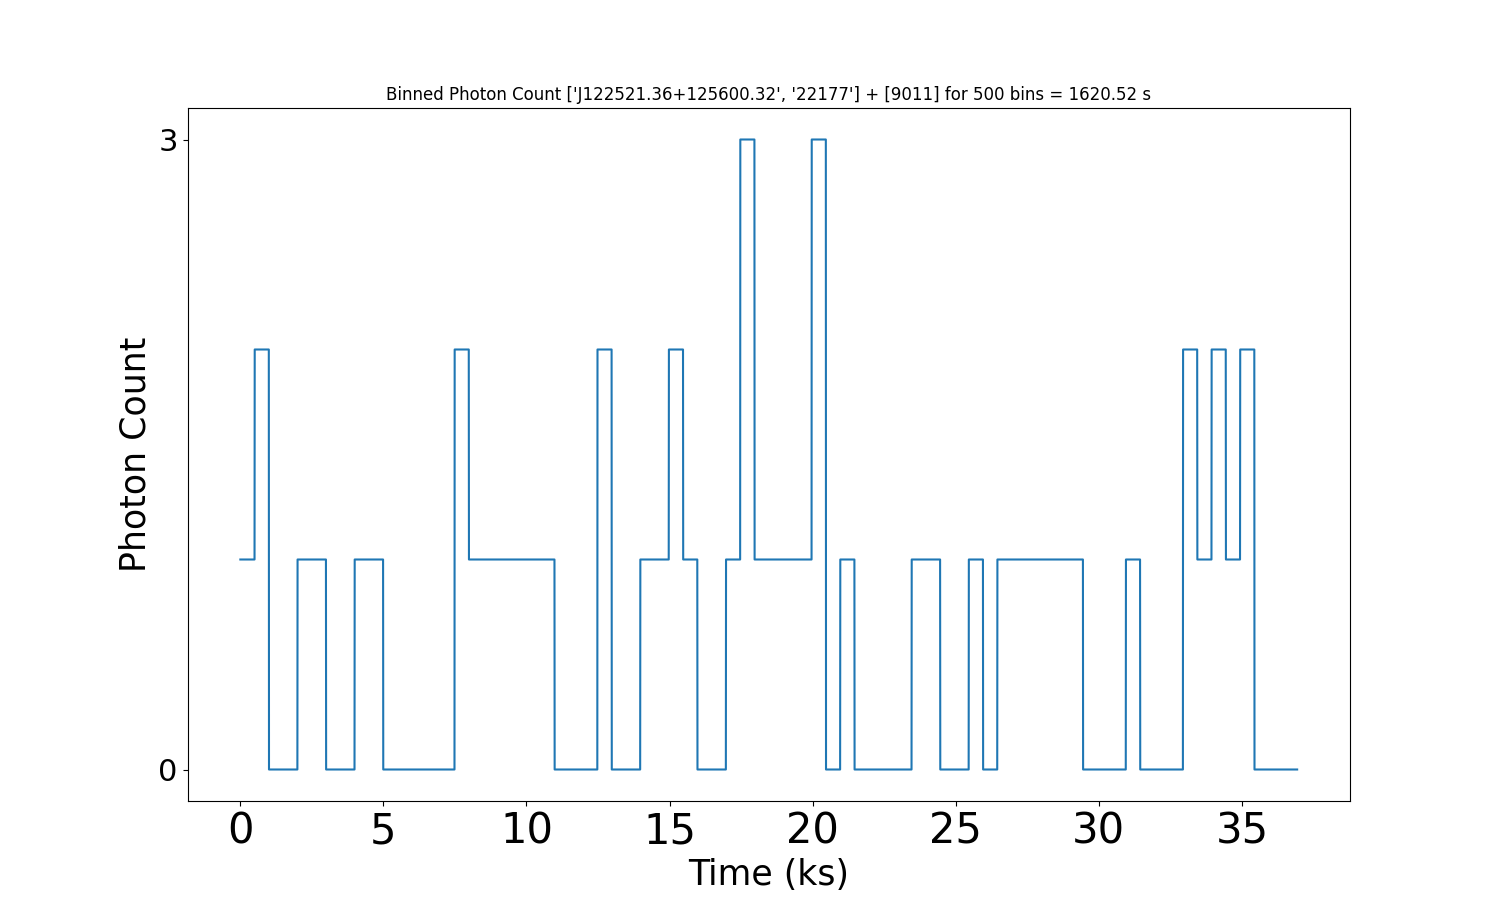 Binned Photon Count ['J122521.36+125600.32', '22177'] + [9011] for 500 bins = 1620.52 s
3
Photon Count
0
0 5 10 15 20 25 30 35
Time (ks)